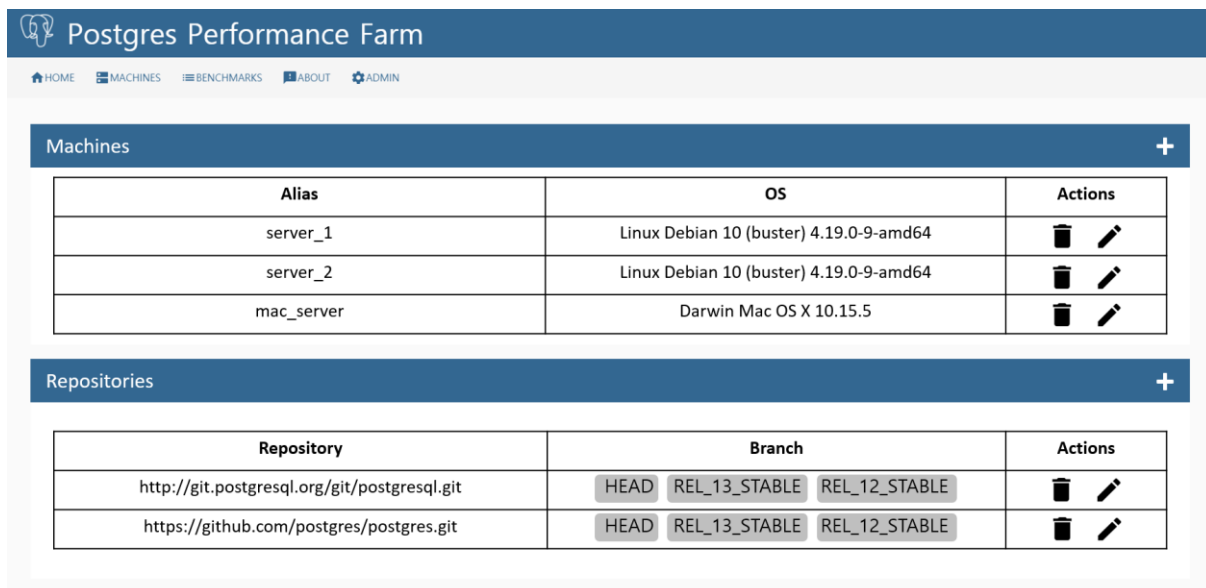 Postgres Performance Farm
HOME MACHINES BENCHMARKS ABOUT ADMIN
Machines
Alias OS Actions
server_1 Linux Debian 10 (buster) 4.19.0-9-amd64
server_2 Linux Debian 10 (buster) 4.19.0-9-amd64
mac_server Darwin Mac OS X 10.15.5
Repositories
Repository Branch Actions
http://git.postgresql.org/git/postgresql.git HEAD REL_13_STABLE REL_12_STABLE
https://github.com/postgres/postgres.git HEAD REL_13_STABLE REL_12_STABLE